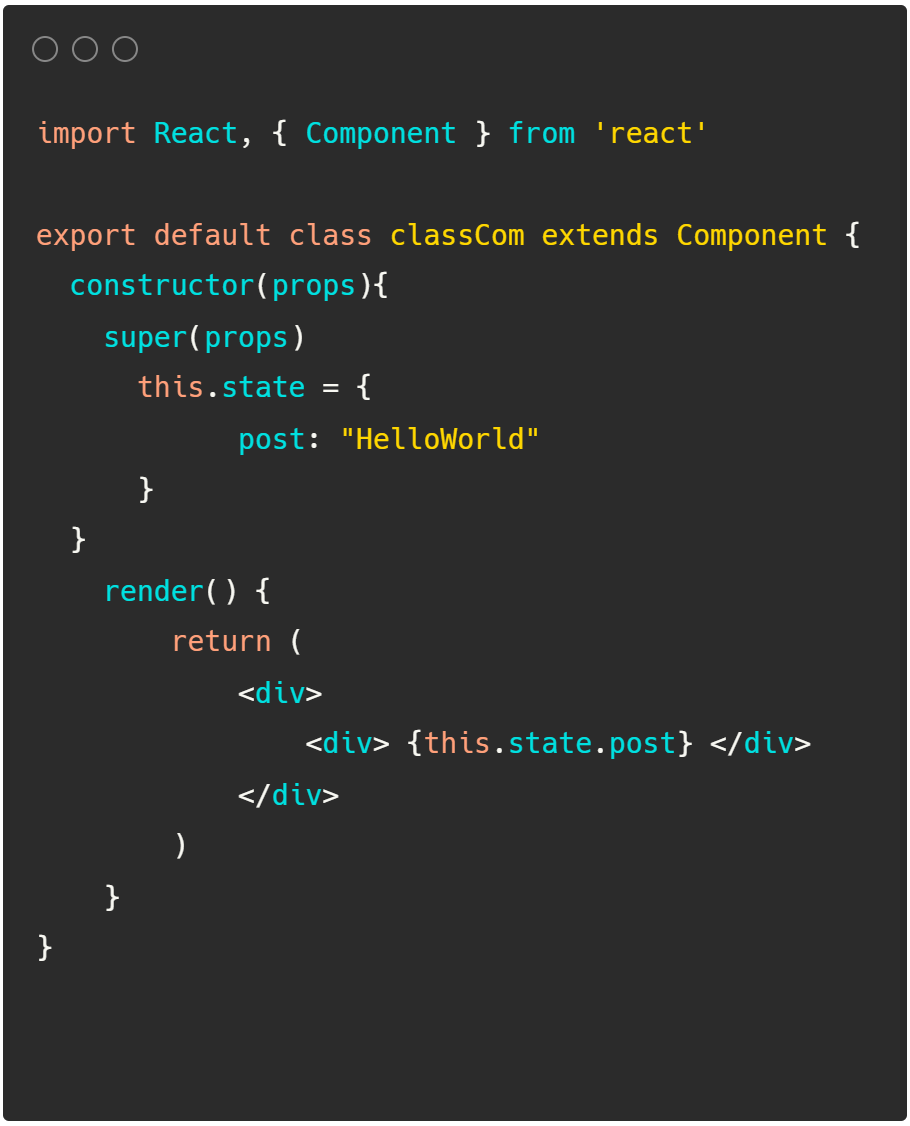 import React, { Component } from 'react'
export default class classCom extends Component {
  constructor(props){
    super(props)
      this.state = {
            post: "HelloWorld"
      }
  }
    render() {
        return (
            <div>
                <div> {this.state.post} </div>
            </div>
        )
    }
}